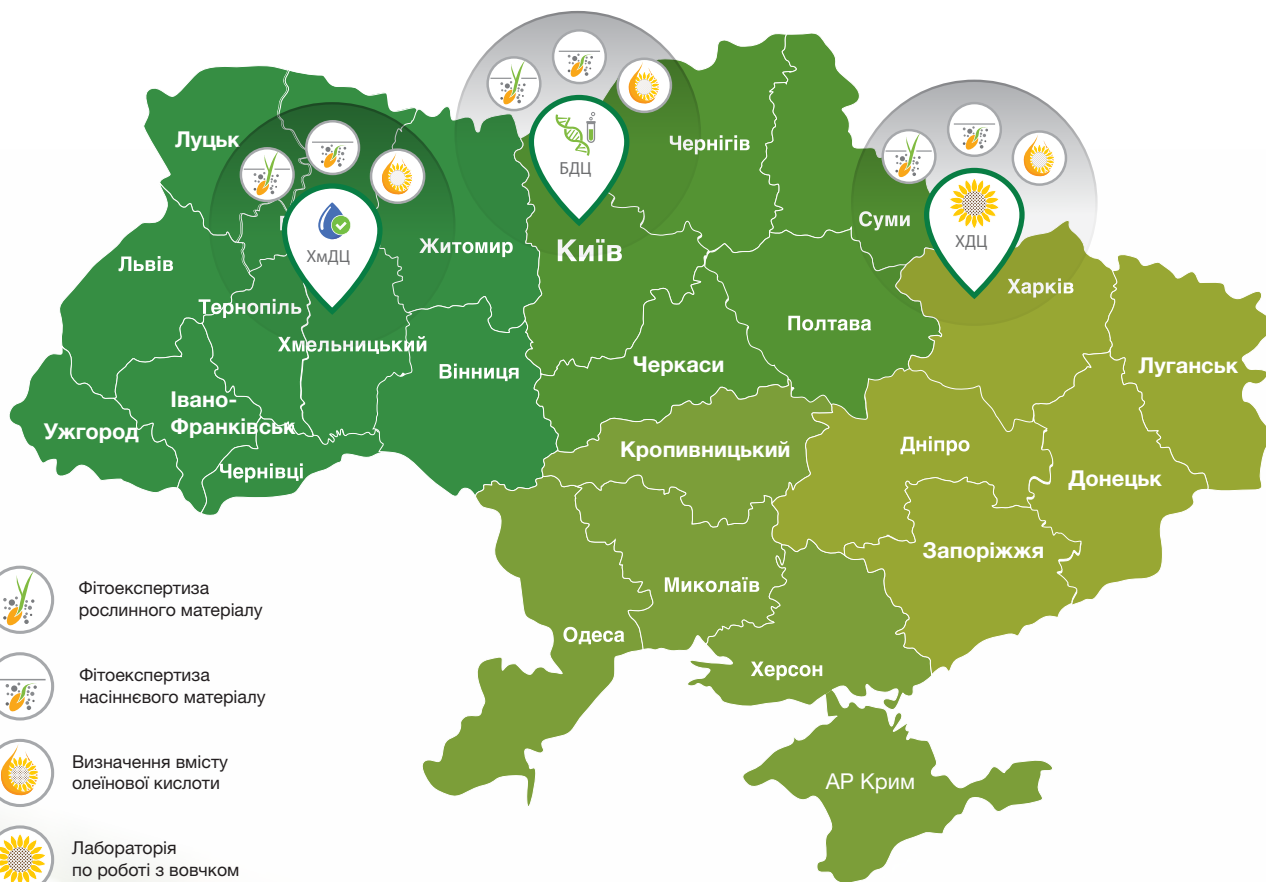 Луцьк
Чернігів
БДЦ
Суми
ХДЦ
Житомир
Київ
ХмДЦ
Львів
Харків
Тернопіль
Полтава
Хмельницький
Черкаси
Луганськ
Вінниця
Івано-
Франківськ
Ужгород
Кропивницький
Дніпро
Чернівці
Донецьк
Запоріжжя
Миколаїв
Одеса
Херсон
АР Крим
Фітоекспертиза
рослинного матеріалу
Фітоекспертиза
насіннєвого матеріалу
Визначення вмісту
олеїнової кислоти
Лабораторія
по роботі з вовчком